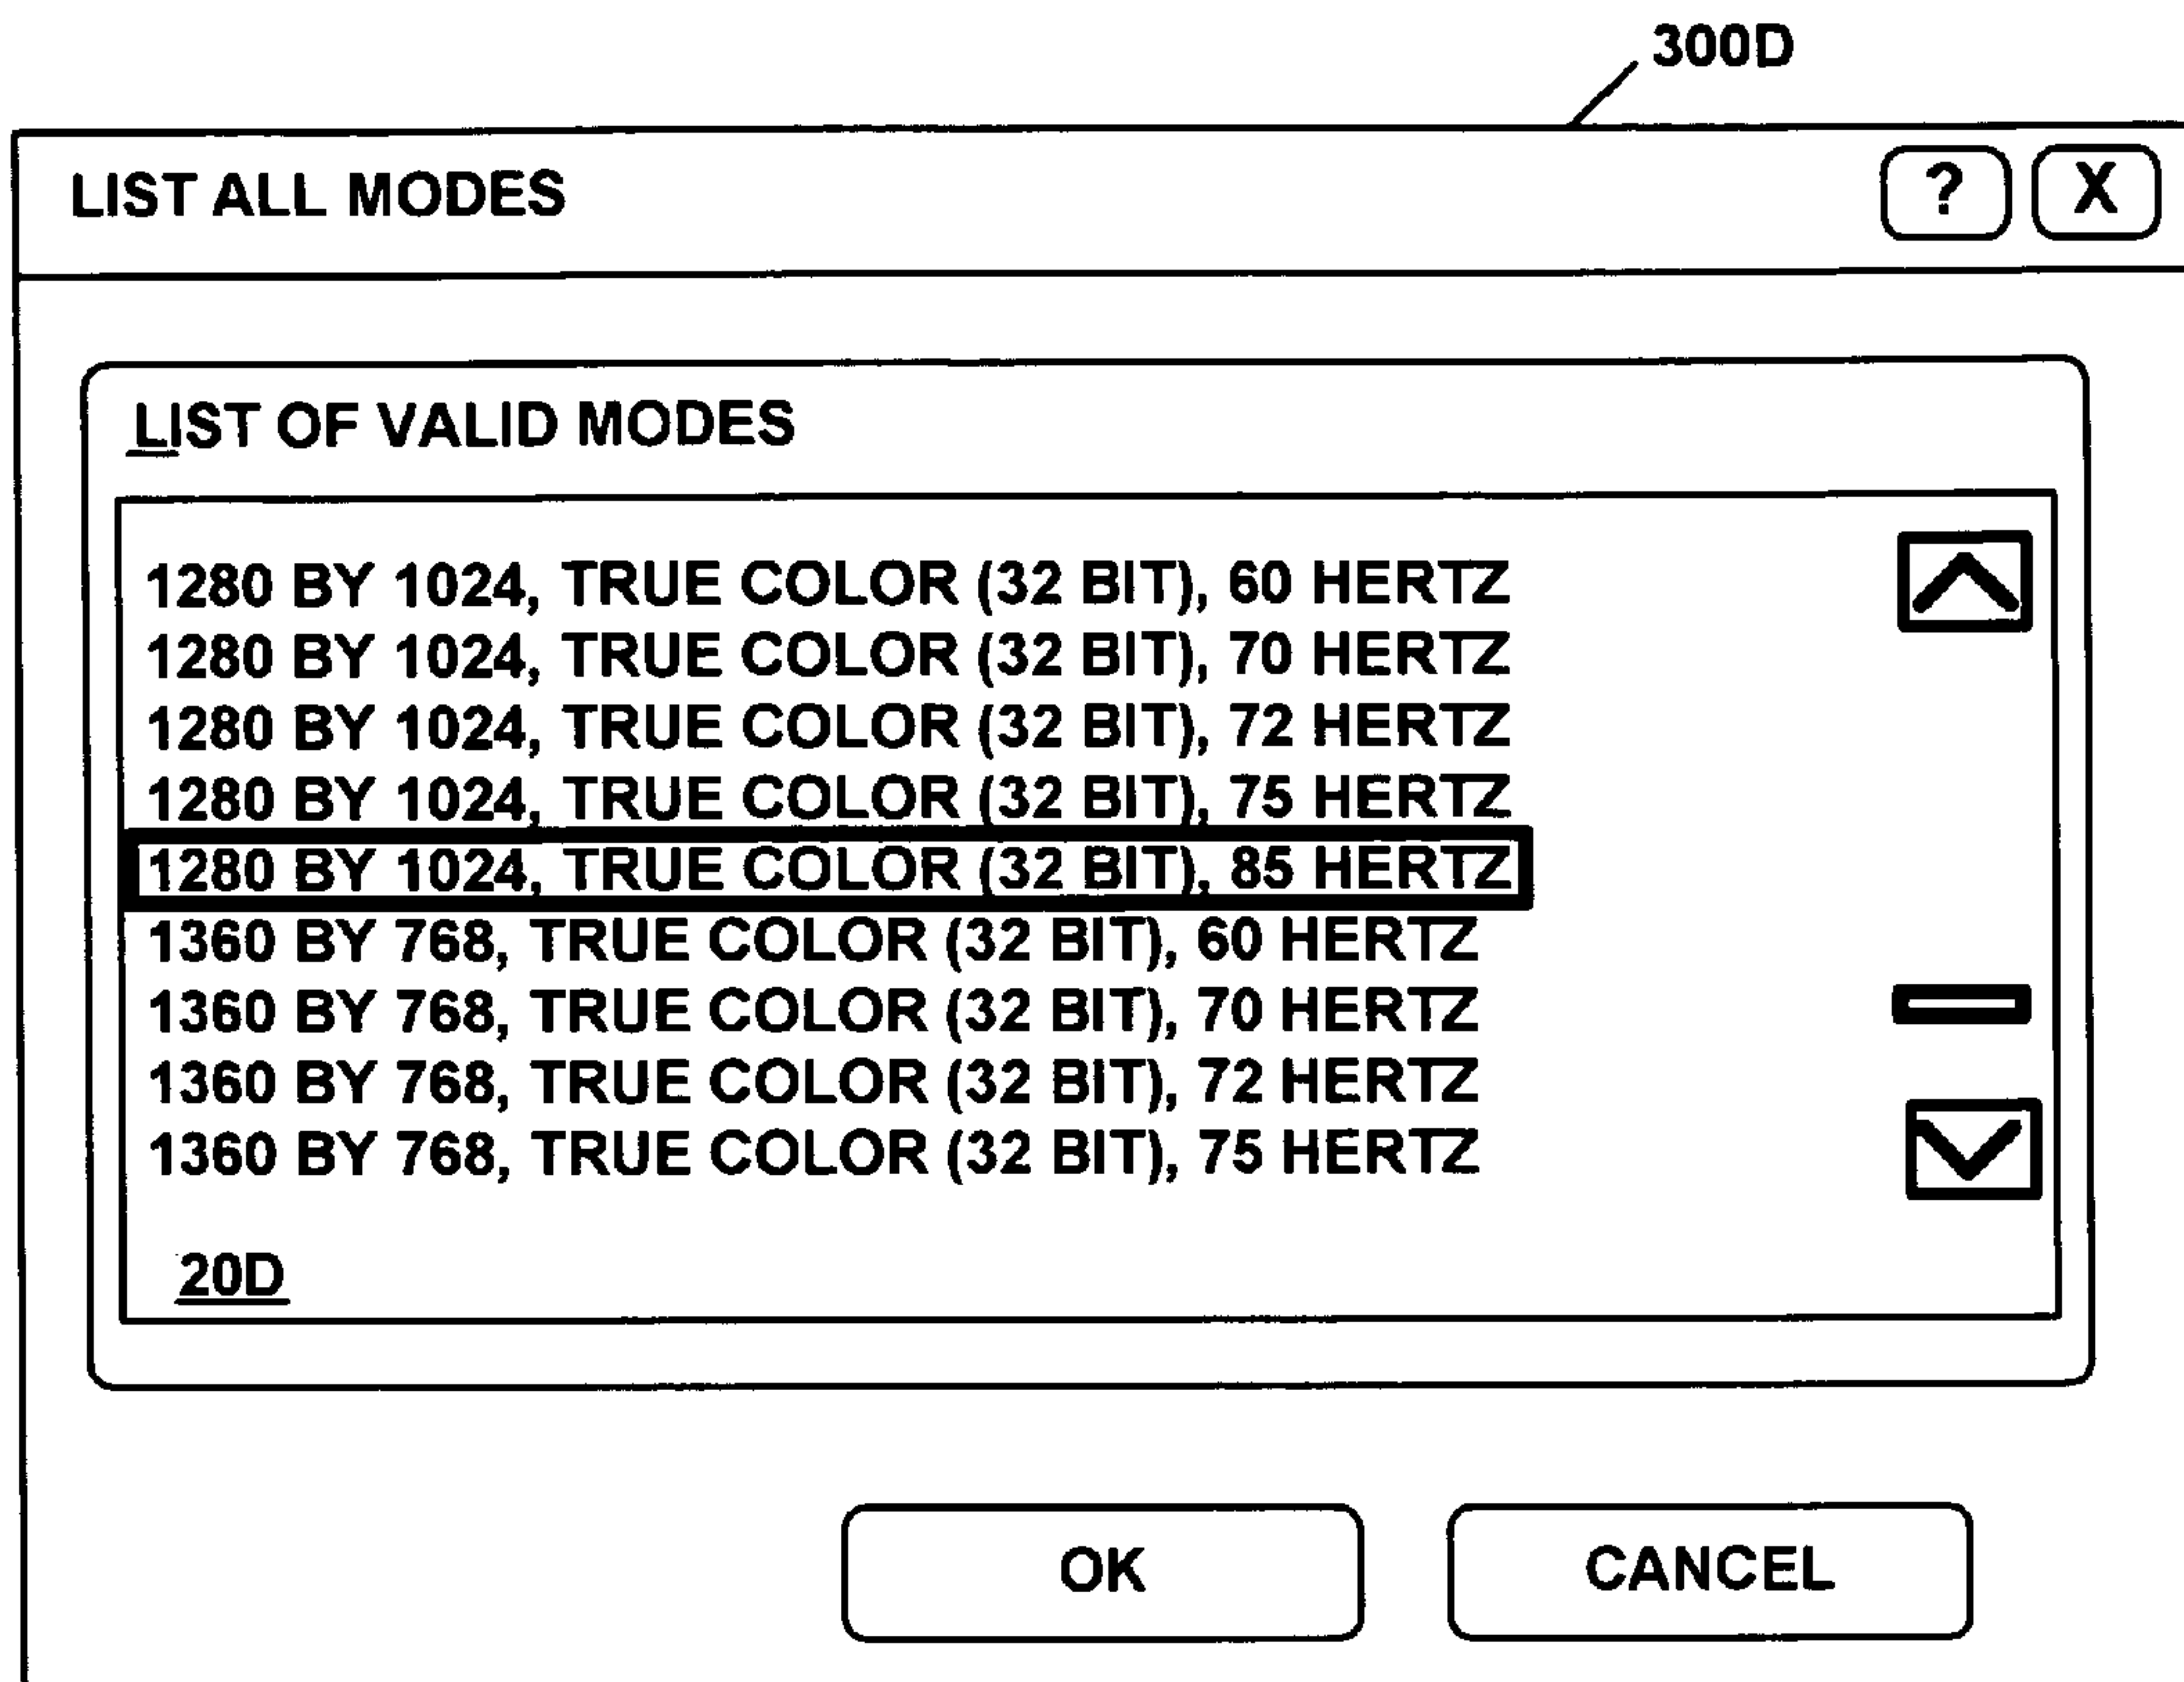 300D
LIST ALL MODES ? X
LIST OF VALID MODES
1280 BY 1024, TRUE COLOR (32 BIT), 60 HERTZ
1280 BY 1024, TRUE COLOR (32 BIT), 70 HERTZ
1280 BY 1024, TRUE COLOR (32 BIT), 72 HERTZ
1280 BY 1024, TRUE COLOR (32 BIT), 75 HERTZ
1280 BY 1024, TRUE COLOR (32 BIT), 85 HERTZ
1360 BY 768, TRUE COLOR (32 BIT), 60 HERTZ
1360 BY 768, TRUE COLOR (32 BIT), 70 HERTZ
1360 BY 768, TRUE COLOR (32 BIT), 72 HERTZ
1360 BY 768, TRUE COLOR (32 BIT), 75 HERTZ
20D
OK CANCEL